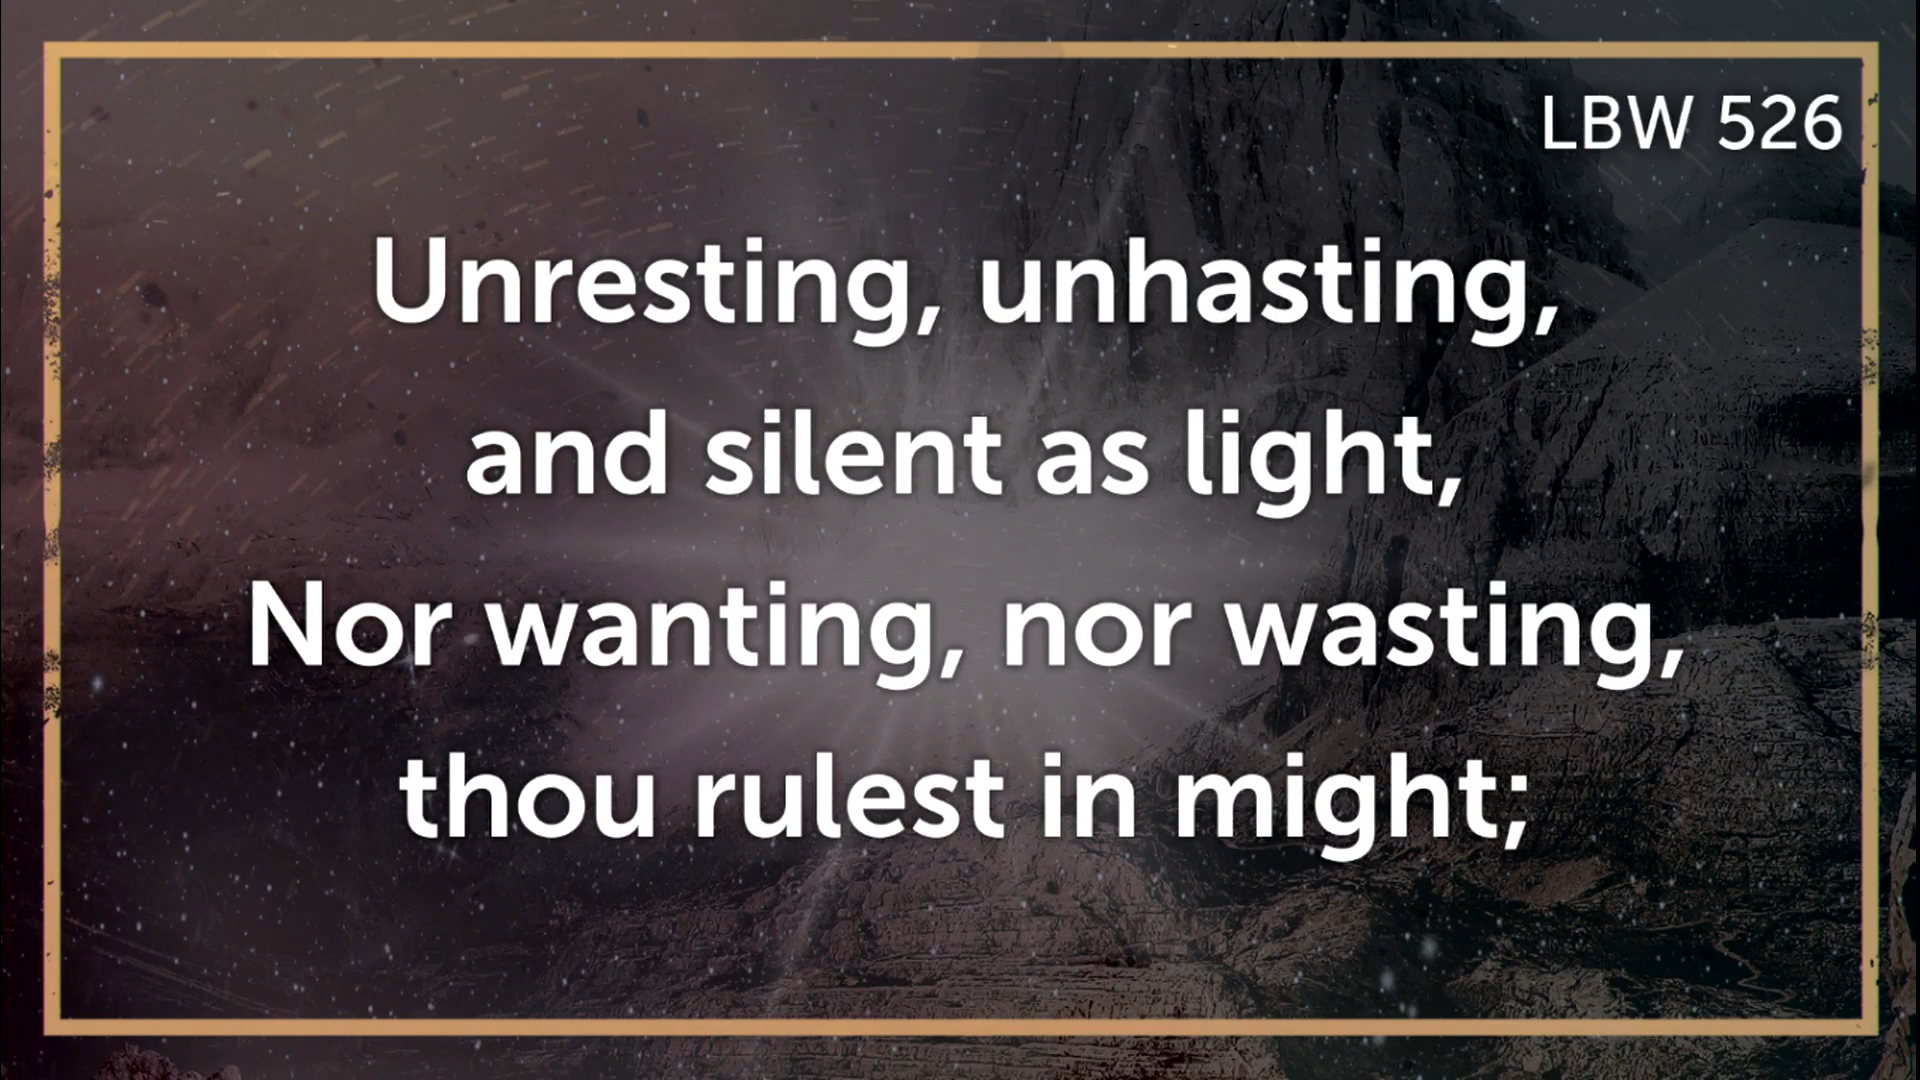 LBW 526
Unresting, unhasting,
and silent as light,
Nor wanting, nor wasting,
thou rulest in might;